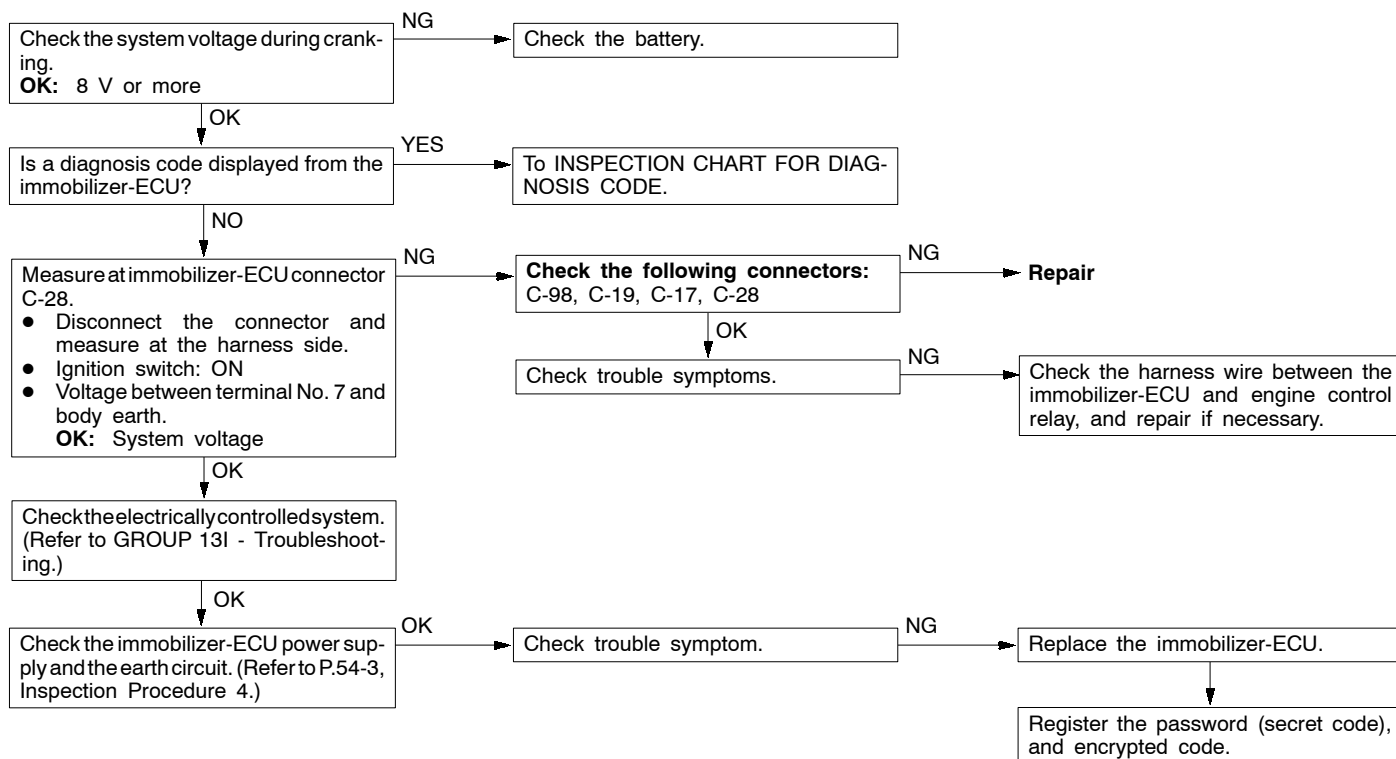 Check the system voltage during crank-
ing.
OK: 8 V or more
NG
Check the battery.
OK
Is a diagnosis code displayed from the
immobilizer-ECU?
YES
To INSPECTION CHART FOR DIAG-
NOSIS CODE.
NO
Measure at immobilizer-ECU connector
C-28.
● Disconnect the connector and
measure at the harness side.
● Ignition switch: ON
● Voltage between terminal No. 7 and
body earth.
OK: System voltage
NG
Check the following connectors:
C-98, C-19, C-17, C-28
NG
Repair
OK
Check trouble symptoms.
NG
Check the harness wire between the
immobilizer-ECU and engine control
relay, and repair if necessary.
OK
Check the electrically controlled system.
(Refer to GROUP 13I - Troubleshoot-
ing.)
OK
Check the immobilizer-ECU power sup-
ply and the earth circuit. (Refer to P.54-3,
Inspection Procedure 4.)
OK
Check trouble symptom.
NG
Replace the immobilizer-ECU.
Register the password (secret code),
and encrypted code.